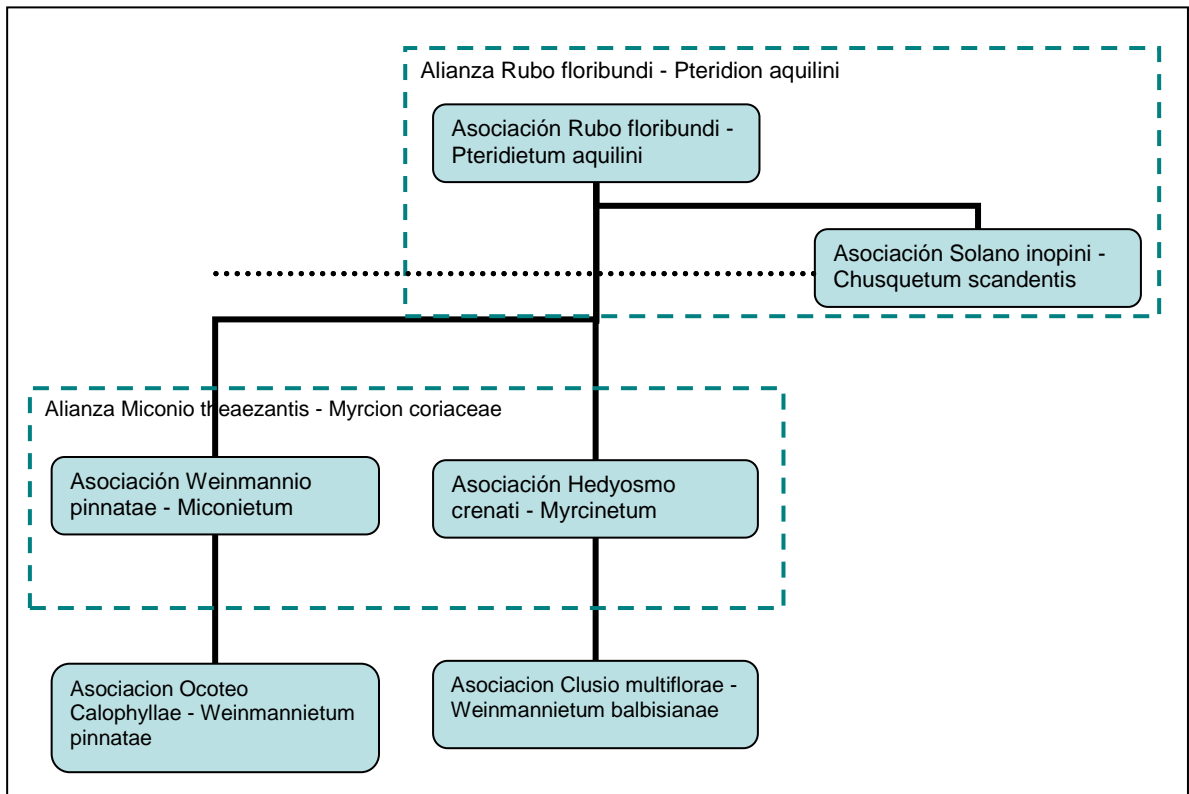 Alianza Rubo floribundi - Pteridion aquilini
Asociación Rubo floribundi -
Pteridietum aquilini
Asociación Solano inopini -
Chusquetum scandentis
Alianza Miconio theaezantis - Myrcion coriaceae
Asociación Weinmannio
pinnatae - Miconietum
Asociación Hedyosmo
crenati - Myrcinetum
Asociacion Ocoteo
Calophyllae - Weinmannietum
pinnatae
Asociacion Clusio multiflorae -
Weinmannietum balbisianae